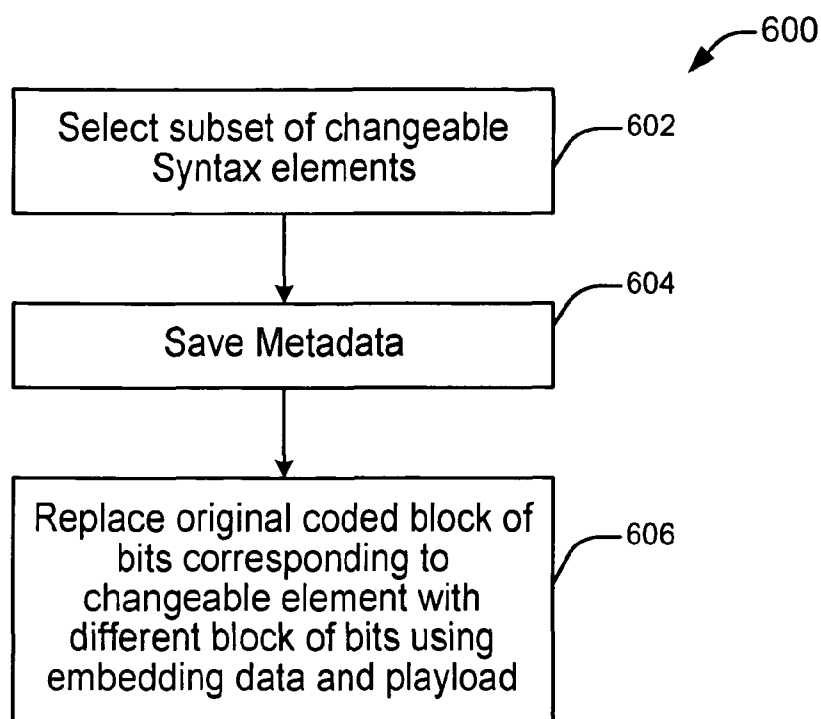 600
Select subset of changeable
Syntax elements
602
604
Save Metadata
Replace original coded block of
bits corresponding to
changeable element with
different block of bits using
embedding data and playload
606